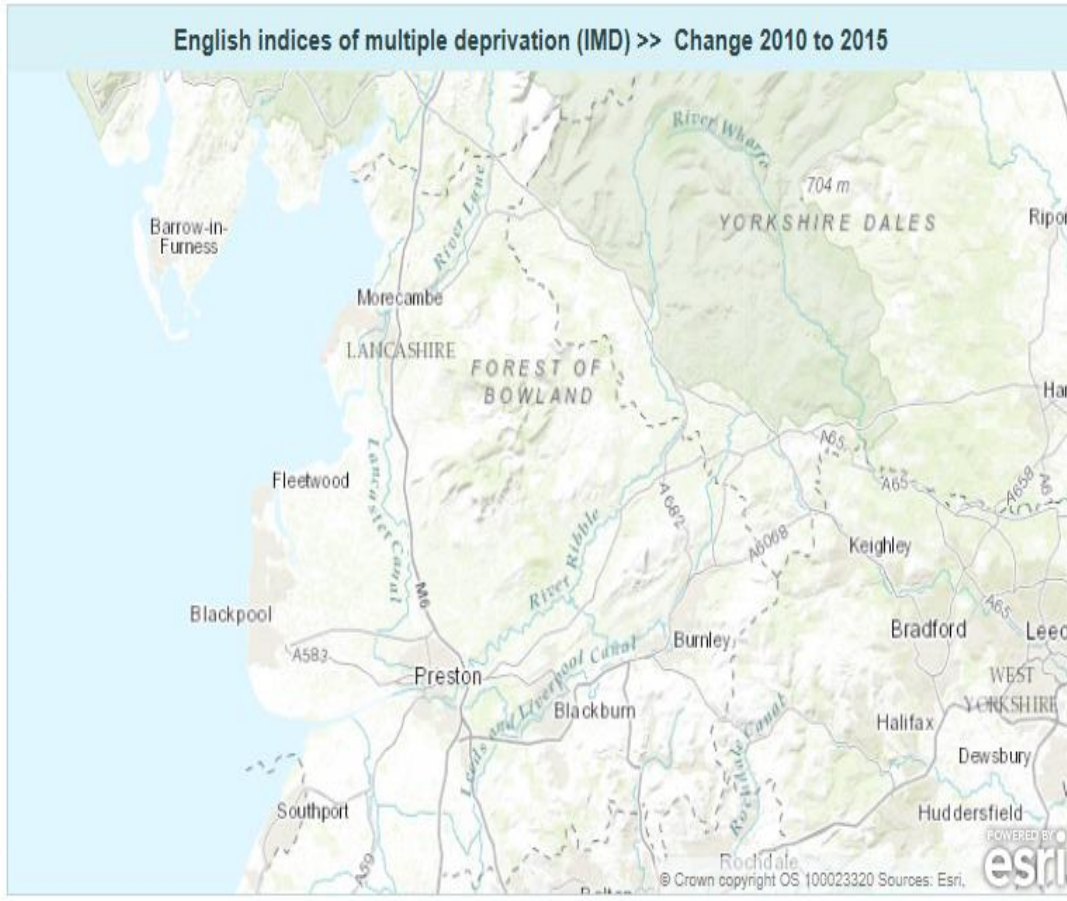 English indices of multiple deprivation (IMD) >> Change 2010 to 2015
River Wharfe
704 m
YORKSHIRE DALES
Barrow-in-
Furness
River Lune
Morecambe
LANCASHIRE
FOREST OF
BOWLAND
A65
Lancaster Canal
Fleetwood
A65
A658
A6068
A682
River Ribble
Keighley
M6
Blackpool
A65
A583
Preston
Burnley
Bradford
Leeds and Liverpool Canal
WEST
YORKSHIRE
Blackburn
Halifax
Rochdale Canal
Dewsbury
Southport
Huddersfield
A59
POWERED BY
esri
Rochdale
© Crown copyright OS 100023320 Sources: Esri,